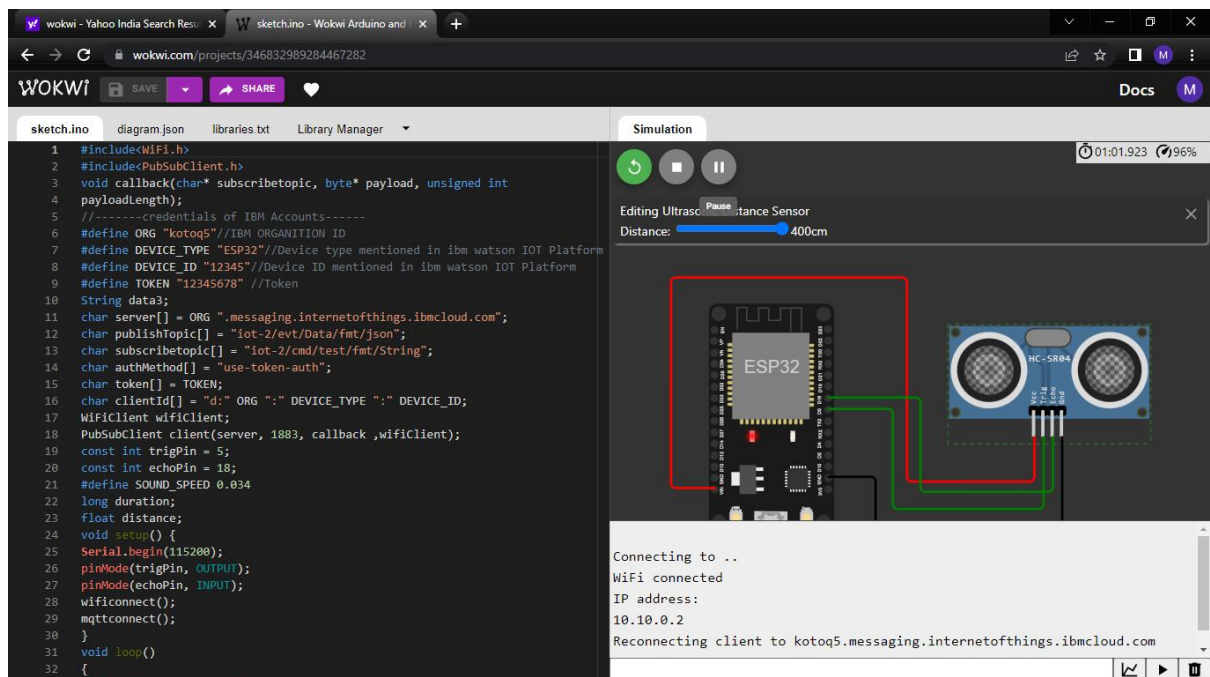 wokwi - Yahoo India Search Resu
sketch.ino - Wokwi Arduino and
wokwi.com/projects/346832989284467282
M
WOKWI
SAVE
SHARE
Docs
M
sketch.ino diagram.json libraries.txt Library Manager
1 #include<WiFi.h>
2 #include<PubSubClient.h>
3 void callback(char* subscribetopic, byte* payload, unsigned int
4 payloadLength);
5 //-------credentials of IBM Accounts------
6 #define ORG "kotoq5"//IBM ORGANITION ID
7 #define DEVICE_TYPE "ESP32"//Device type mentioned in ibm watson IOT Platform
8 #define DEVICE_ID "12345"//Device ID mentioned in ibm watson IOT Platform
9 #define TOKEN "12345678" //Token
10 String data3;
11 char server[] = ORG ".messaging.internetofthings.ibmcloud.com";
12 char publishTopic[] = "iot-2/evt/Data/fmt/json";
13 char subscribetopic[] = "iot-2/cmd/test/fmt/String";
14 char authMethod[] = "use-token-auth";
15 char token[] = TOKEN;
16 char clientId[] = "d:" ORG ":" DEVICE_TYPE ":" DEVICE_ID;
17 WiFiClient wifiClient;
18 PubSubClient client(server, 1883, callback ,wifiClient);
19 const int trigPin = 5;
20 const int echoPin = 18;
21 #define SOUND_SPEED 0.034
22 long duration;
23 float distance;
24 void setup() {
25 Serial.begin(115200);
26 pinMode(trigPin, OUTPUT);
27 pinMode(echoPin, INPUT);
28 wificonnect();
29 mqttconnect();
30 }
31 void loop()
32 {
Simulation
01:01.923 96%
Pause
Editing Ultraso tance Sensor
Distance: 400cm
ESP32
HC-SR04
Vcc
Trig
Echo
Gnd
Connecting to ..
WiFi connected
IP address:
10.10.0.2
Reconnecting client to kotoq5.messaging.internetofthings.ibmcloud.com